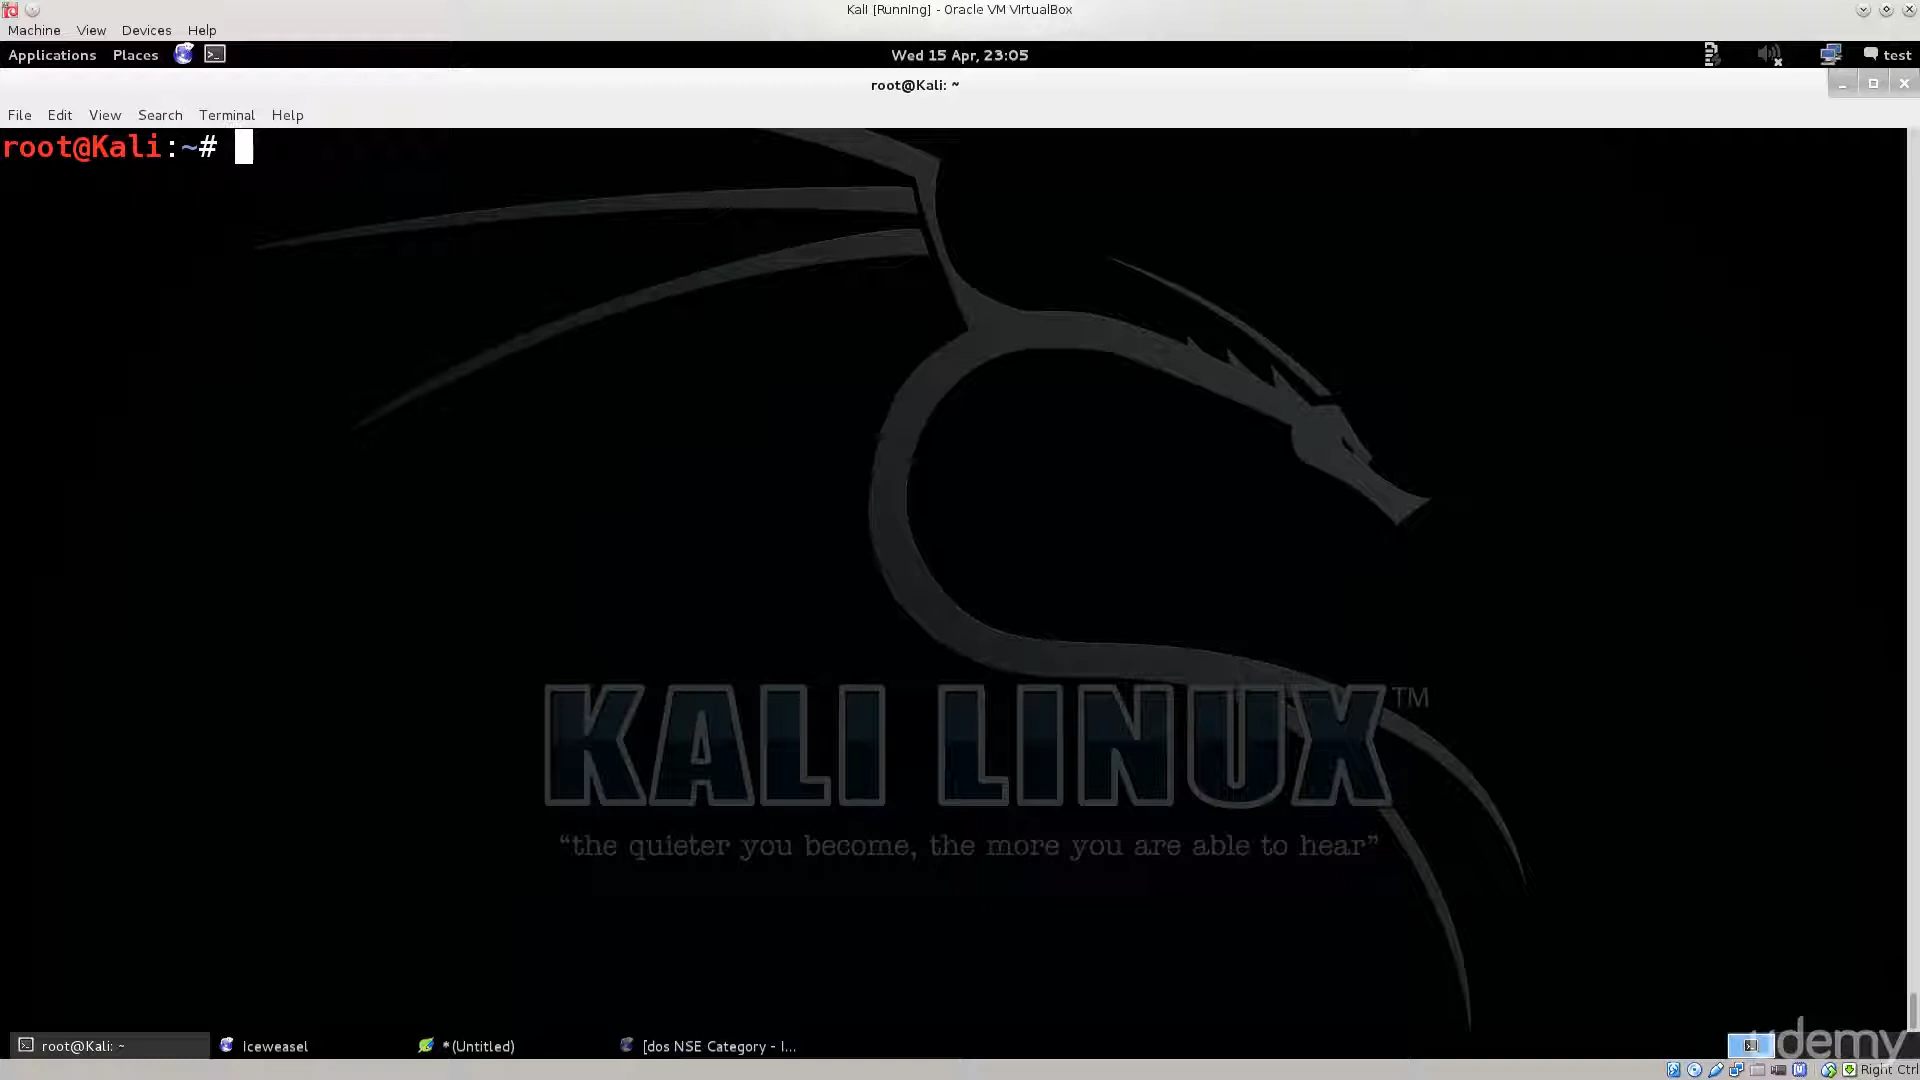 Kali [Running] - Oracle VM VirtualBox
Machine View Devices Help
Applications Places Wed 15 Apr, 23:05 test
root@Kali: ~
File Edit View Search Terminal Help
root@Kali:~#
KALI LINUX™
“the quieter you become, the more you are able to hear”
root@Kali: ~ Iceweasel *(Untitled) [dos NSE Category - I...
udemy
Right Ctrl